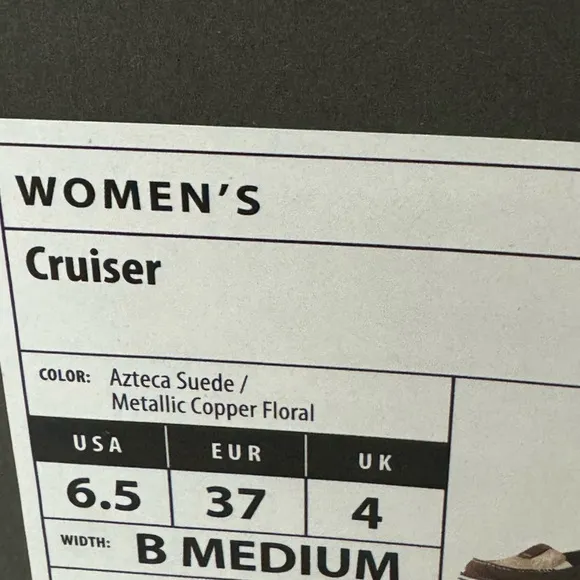 WOMEN'S
Cruiser
COLOR: Azteca Suede /
Metallic Copper Floral
USA EUR UK
6.5 37 4
WIDTH: B MEDIUM